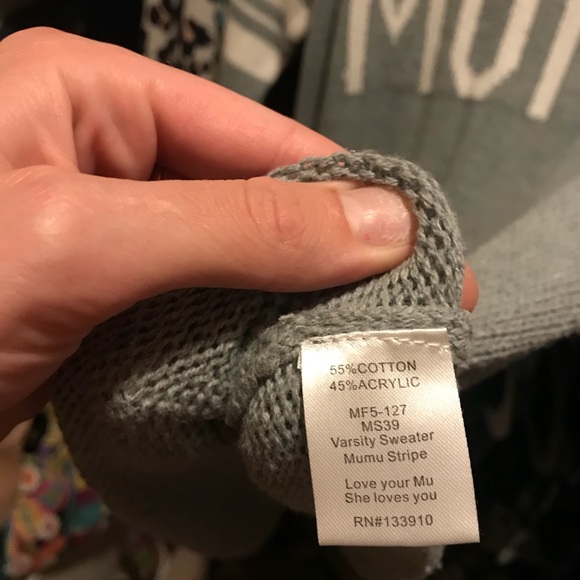 55%COTTON
45%ACRYLIC
MF5-127
MS39
Varsity Sweater
Mumu Stripe
Love your Mu
She loves you
RN#133910